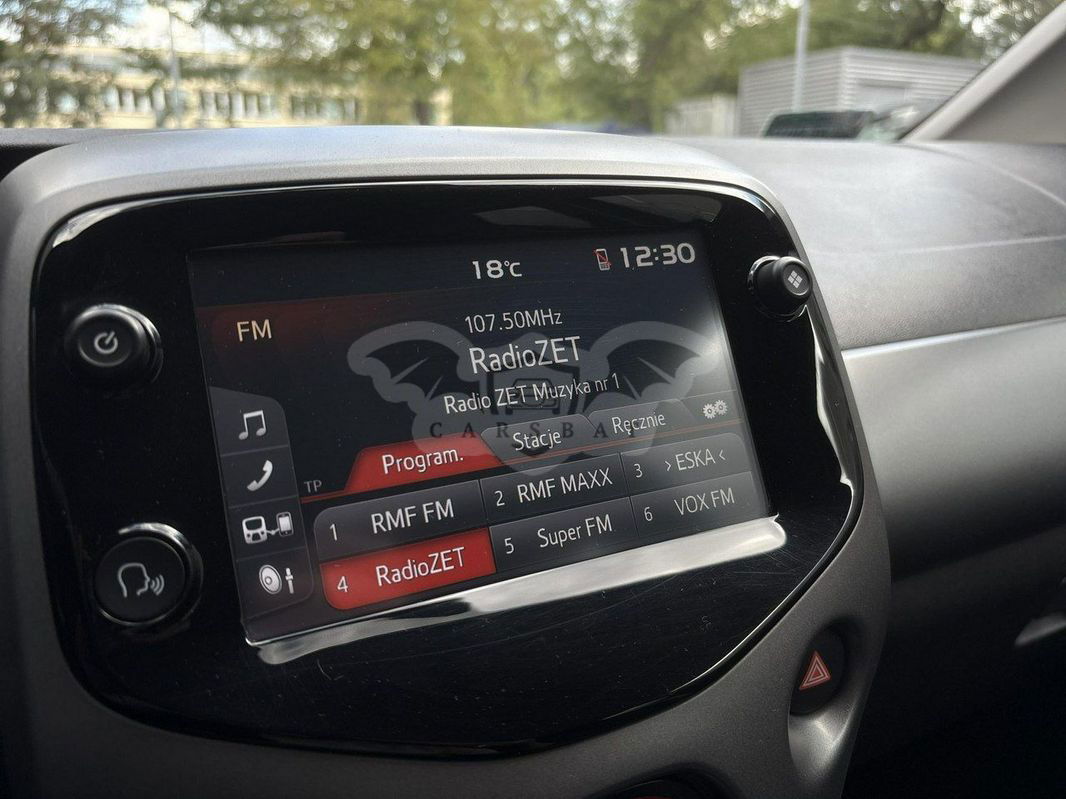 18°C
12:30
FM
107.50MHz
RadioZET
Radio ZET Muzyka nr 1
CARSBAT
TP
Program.
Stacje
Ręcznie
1 RMF FM
2 RMF MAXX
3 >ESKA<
4 RadioZET
5 Super FM
6 VOX FM